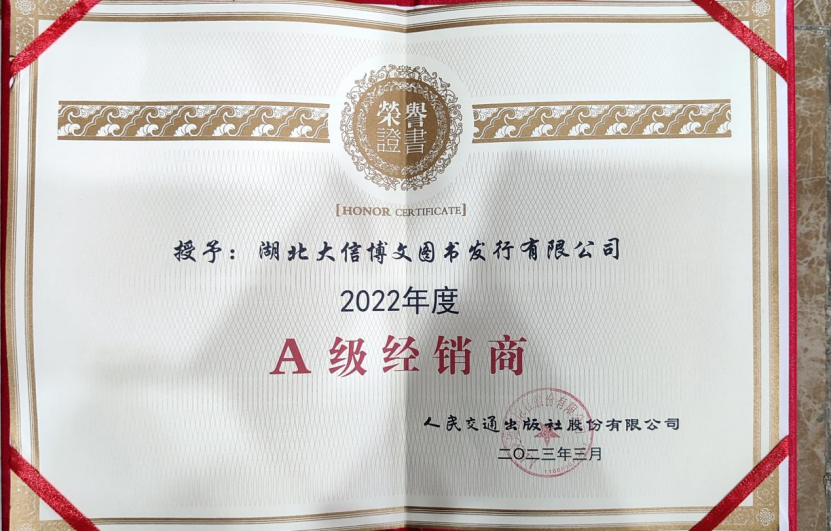 榮譽
證書
[HONOR CERTIFICATE]
授予：湖北大信博文图书发行有限公司
2022年度
A级经销商
人民交通出版社股份有限公司
二〇二三年三月